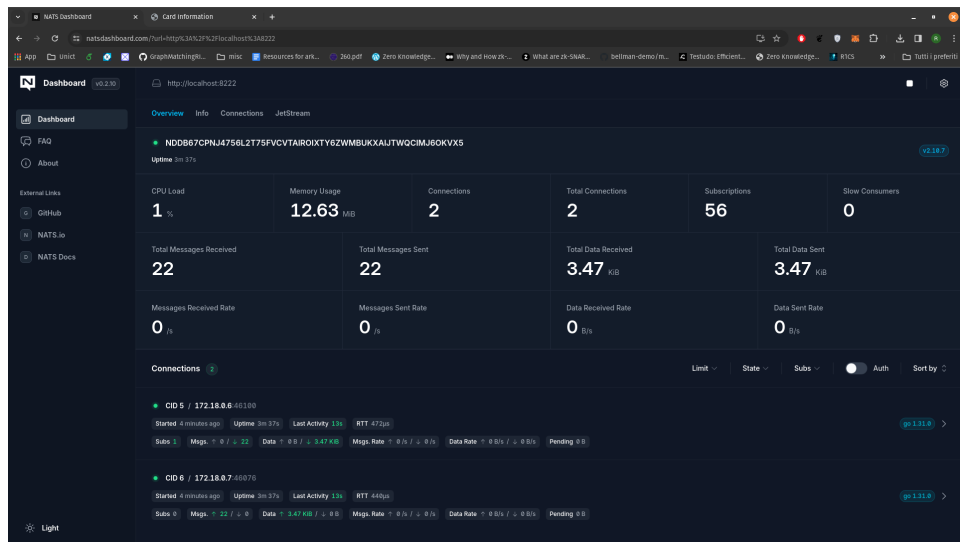 NATS Dashboard
Card Information
natsdashboard.com/?url=http%3A%2F%2Flocalhost%3A8222
App
Unict
GraphMatchingRi...
misc
Resources for ark...
260.pdf
Zero Knowledge...
Why and How zk-...
What are zk-SNAR...
bellman-demo/m...
Testudo: Efficient...
Zero Knowledge...
R1CS
Tutti i preferiti
Dashboard v0.2.10
http://localhost:8222
Dashboard
FAQ
About
External Links
G GitHub
N NATS.io
D NATS Docs
Light
Overview Info Connections JetStream
NDDB67CPNJ4756L2T75FVCVTAIROIXTY6ZWMBUKXAIJTWQCIMJ6OKVX5
v2.10.7
Uptime 3m 37s
CPU Load
1 %
Memory Usage
12.63 MiB
Connections
2
Total Connections
2
Subscriptions
56
Slow Consumers
0
Total Messages Received
22
Total Messages Sent
22
Total Data Received
3.47 KiB
Total Data Sent
3.47 KiB
Messages Received Rate
0 /s
Messages Sent Rate
0 /s
Data Received Rate
0 B/s
Data Sent Rate
0 B/s
Connections 2
Limit State Subs Auth Sort by
CID 5 / 172.18.0.6:46100
Started 4 minutes ago Uptime 3m 37s Last Activity 13s RTT 472µs
go 1.31.0
Subs 1 Msgs. ↑ 0 / ↓ 22 Data ↑ 0 B / ↓ 3.47 KiB Msgs. Rate ↑ 0 /s / ↓ 0 /s Data Rate ↑ 0 B/s / ↓ 0 B/s Pending 0 B
CID 6 / 172.18.0.7:46076
Started 4 minutes ago Uptime 3m 37s Last Activity 13s RTT 440µs
go 1.31.0
Subs 0 Msgs. ↑ 22 / ↓ 0 Data ↑ 3.47 KiB / ↓ 0 B Msgs. Rate ↑ 0 /s / ↓ 0 /s Data Rate ↑ 0 B/s / ↓ 0 B/s Pending 0 B